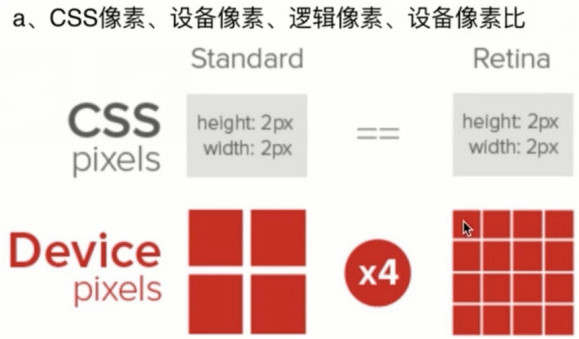 a、CSS像素、设备像素、逻辑像素、设备像素比
Standard
Retina
CSS
pixels
height: 2px
width: 2px
==
height: 2px
width: 2px
Device
pixels
x4